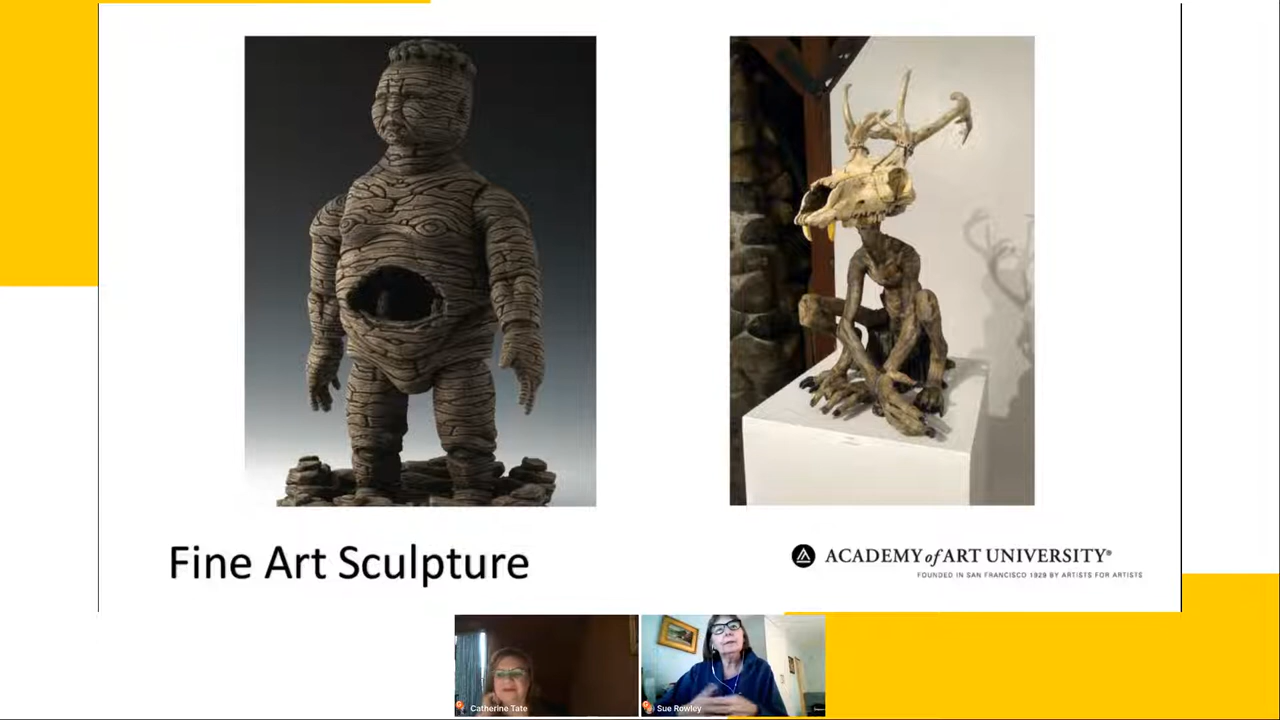 Fine Art Sculpture
ACADEMY of ART UNIVERSITY®
FOUNDED IN SAN FRANCISCO 1929 BY ARTISTS FOR ARTISTS
Catherine Tate
Sue Rowley